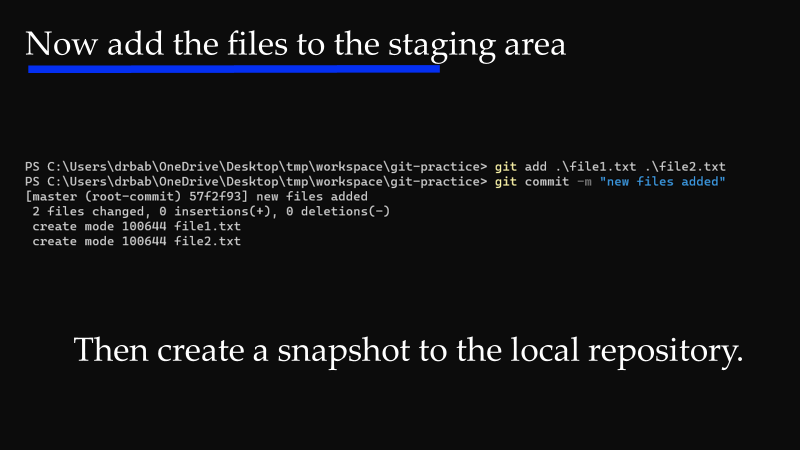 Now add the files to the staging area
PS C:\Users\drbab\OneDrive\Desktop\tmp\workspace\git-practice> git add .\file1.txt .\file2.txt
PS C:\Users\drbab\OneDrive\Desktop\tmp\workspace\git-practice> git commit -m "new files added"
[master (root-commit) 57f2f93] new files added
 2 files changed, 0 insertions(+), 0 deletions(-)
 create mode 100644 file1.txt
 create mode 100644 file2.txt
Then create a snapshot to the local repository.